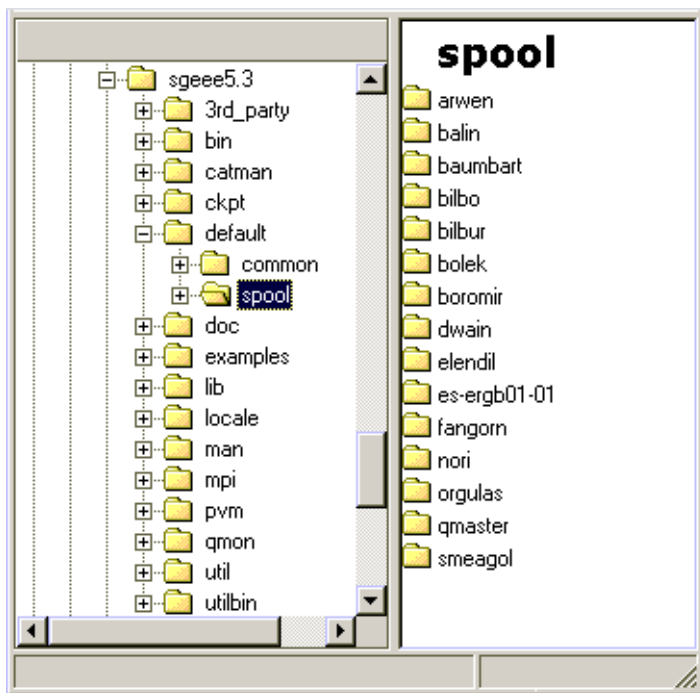 sgeee5.3
3rd_party
bin
catman
ckpt
default
common
spool
doc
examples
lib
locale
man
mpi
pvm
qmon
util
utilbin
spool
arwen
balin
baumbart
bilbo
bilbur
bolek
boromir
dwain
elendil
es-ergb01-01
fangorn
nori
orgulas
qmaster
smeagol